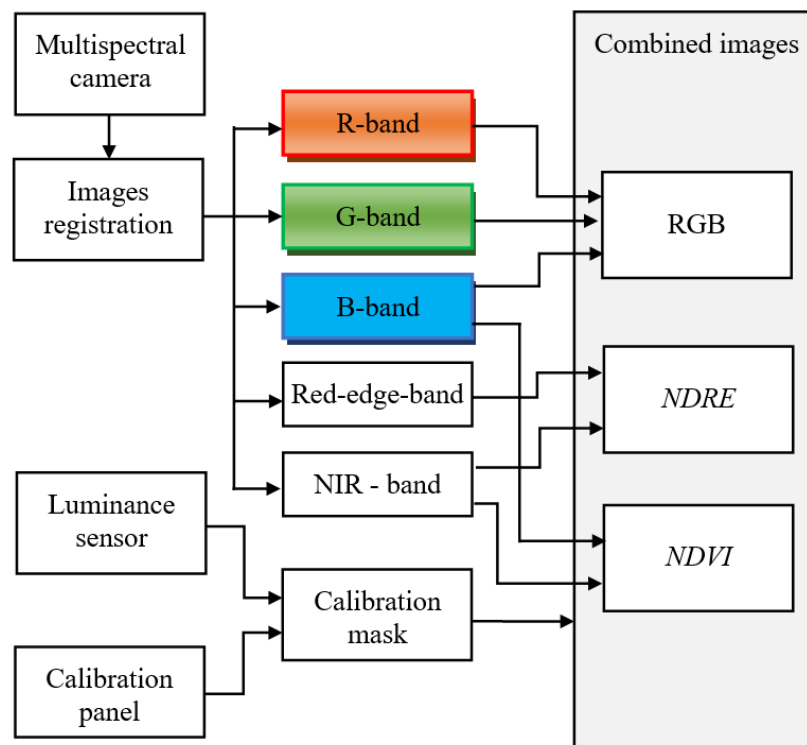 Multispectral
camera
Combined images
R-band
Images
registration
G-band
RGB
B-band
Red-edge-band
NDRE
NIR - band
Luminance
sensor
NDVI
Calibration
mask
Calibration
panel